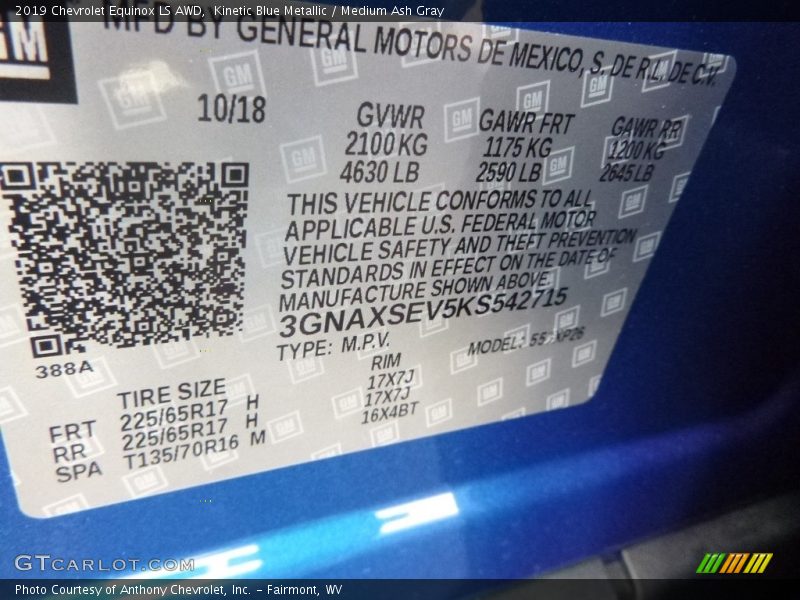 2019 Chevrolet Equinox LS AWD, Kinetic Blue Metallic / Medium Ash Gray
GM
MFD BY GENERAL MOTORS DE MEXICO, S. DE R.L. DE C.V.
10/18
GVWR GAWR FRT GAWR RR
2100 KG 1175 KG 1200 KG
4630 LB 2590 LB 2645 LB
THIS VEHICLE CONFORMS TO ALL
APPLICABLE U.S. FEDERAL MOTOR
VEHICLE SAFETY AND THEFT PREVENTION
STANDARDS IN EFFECT ON THE DATE OF
MANUFACTURE SHOWN ABOVE.
3GNAXSEV5KS542715
TYPE: M.P.V. MODEL:
388A
TIRE SIZE RIM
FRT 225/65R17 H 17X7J
RR 225/65R17 H 17X7J
SPA T135/70R16 M 16X4BT
GTCARLOT.COM
Photo Courtesy of Anthony Chevrolet, Inc. - Fairmont, WV